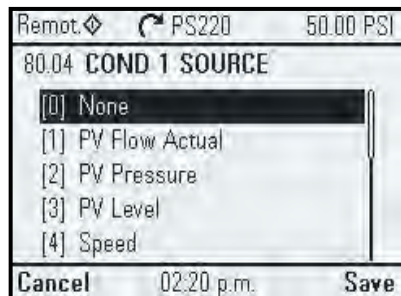 Remot. PS220 50.00 PSI
80.04 COND 1 SOURCE
[0] None
[1] PV Flow Actual
[2] PV Pressure
[3] PV Level
[4] Speed
Cancel 02:20 p.m. Save